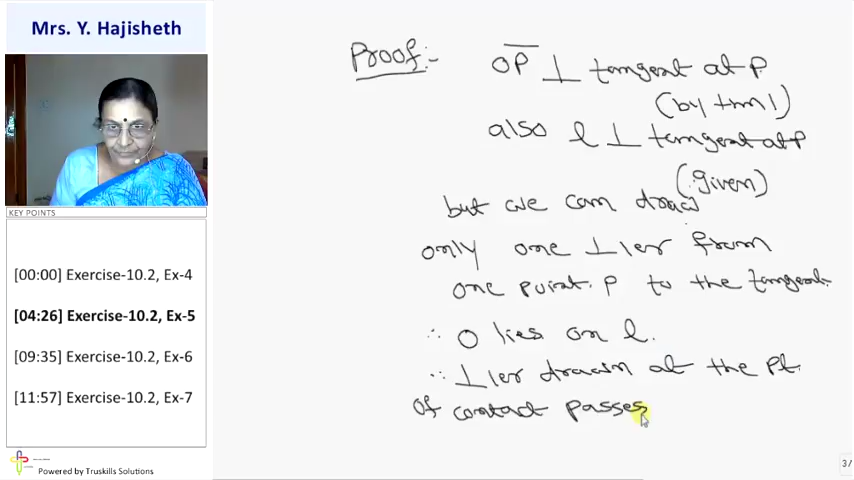 Mrs. Y. Hajisheth
KEY POINTS
[00:00] Exercise-10.2, Ex-4
[04:26] Exercise-10.2, Ex-5
[09:35] Exercise-10.2, Ex-6
[11:57] Exercise-10.2, Ex-7
Powered by Truskills Solutions
Proof:- OP ⊥ tangent at P.
(by thm 1)
also l ⊥ tangent at P
(given)
but we can draw
only one ⊥ler from
one point P to the tangent
∴ O lies on l.
∴ ⊥ler drawn at the pt.
of contact passes
3/